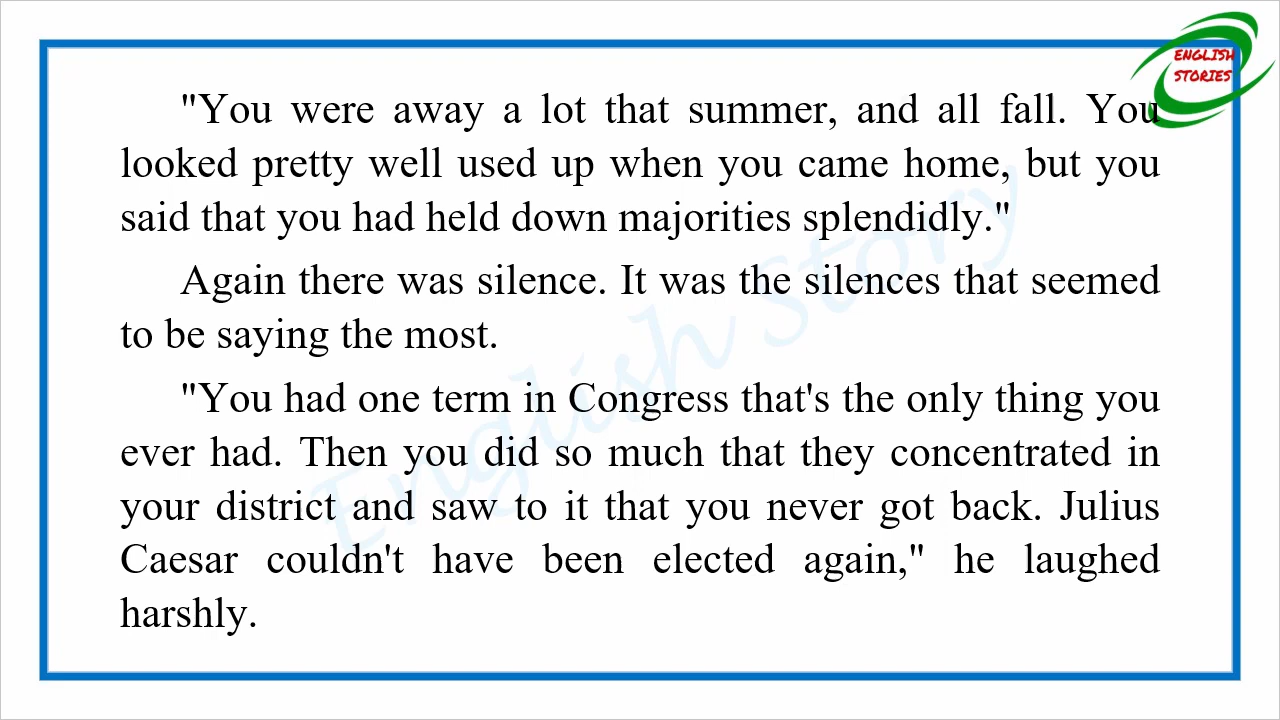 ENGLISH
STORIES
"You were away a lot that summer, and all fall. You
looked pretty well used up when you came home, but you
said that you had held down majorities splendidly."
Again there was silence. It was the silences that seemed
to be saying the most.
"You had one term in Congress that's the only thing you
ever had. Then you did so much that they concentrated in
your district and saw to it that you never got back. Julius
Caesar couldn't have been elected again," he laughed
harshly.
English Story